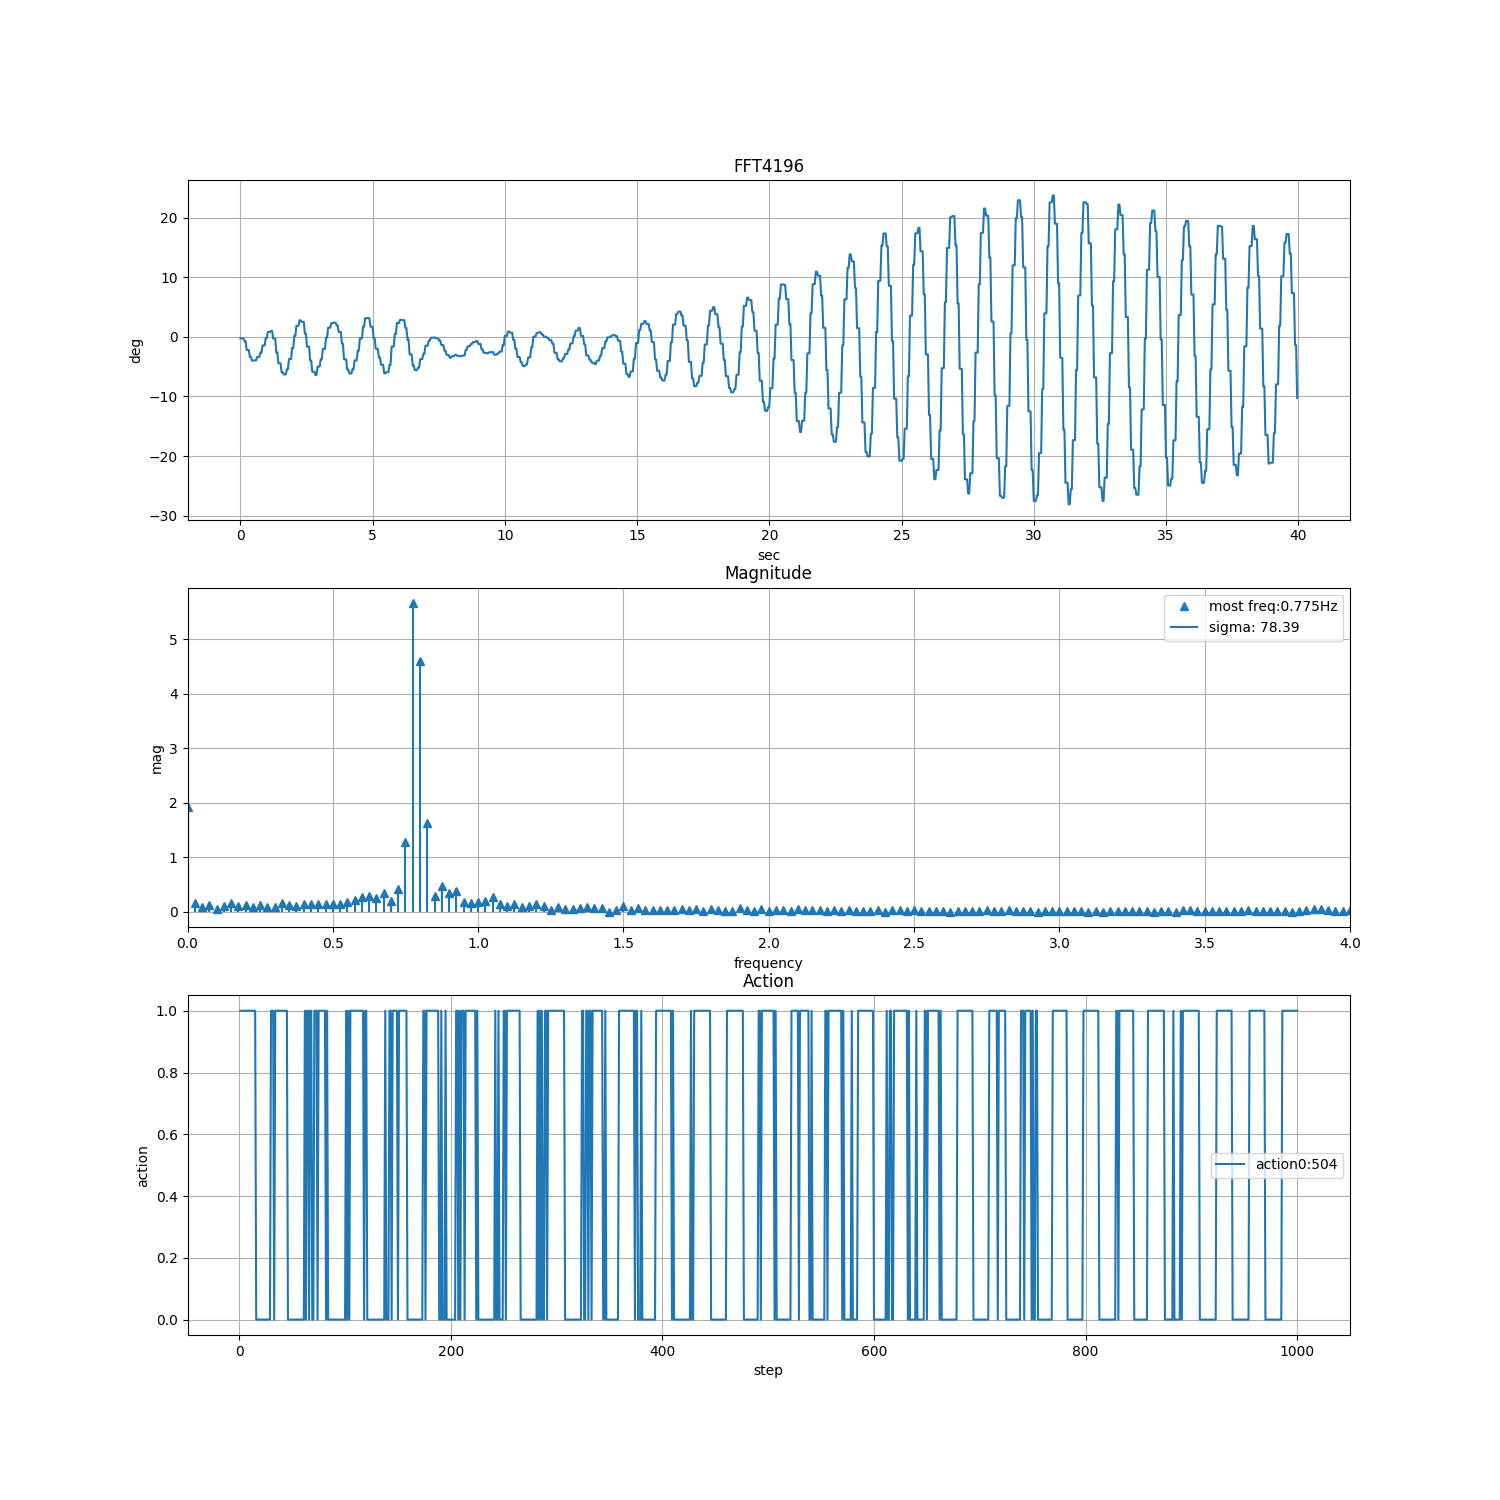 FFT4196
20
10
0
−10
−20
−30
deg
0 5 10 15 20 25 30 35 40
sec
Magnitude
most freq:0.775Hz
sigma: 78.39
5
4
3
2
1
0
mag
0.0 0.5 1.0 1.5 2.0 2.5 3.0 3.5 4.0
frequency
Action
1.0
0.8
0.6
0.4
0.2
0.0
action
action0:504
0 200 400 600 800 1000
step